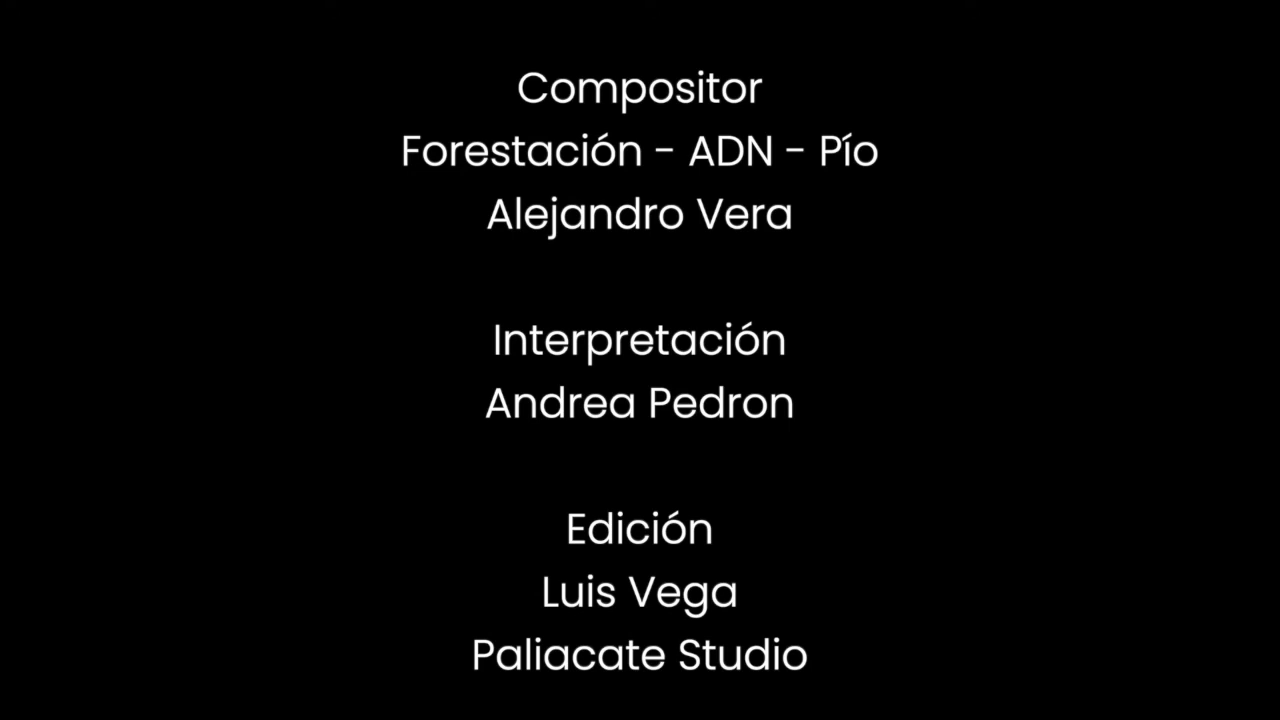 Compositor
Forestación - ADN - Pío
Alejandro Vera
Interpretación
Andrea Pedron
Edición
Luis Vega
Paliacate Studio